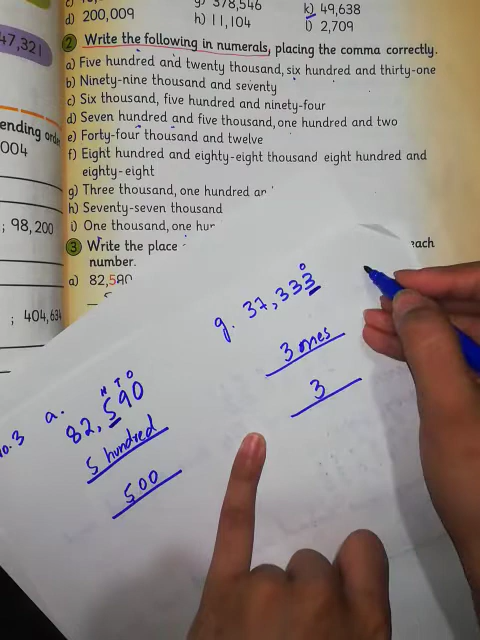 g) 378,546
k) 49,638
d) 200,009
h) 11,104
l) 2,709
47,321
2 Write the following in numerals, placing the comma correctly.
a) Five hundred and twenty thousand, six hundred and thirty-one
b) Ninety-nine thousand and seventy
c) Six thousand, five hundred and ninety-four
d) Seven hundred and five thousand, one hundred and two
e) Forty-four thousand and twelve
f) Eight hundred and eighty-eight thousand eight hundred and
eighty-eight
g) Three thousand, one hundred
h) Seventy-seven thousand
i) One thousand, one
3 Write the place
each
number.
a) 82,590
ending
004
; 98,200
; 404,634
no.3
a.
H T O
82,590
5 hundred
500
g.
O
37,333
3 ones
3